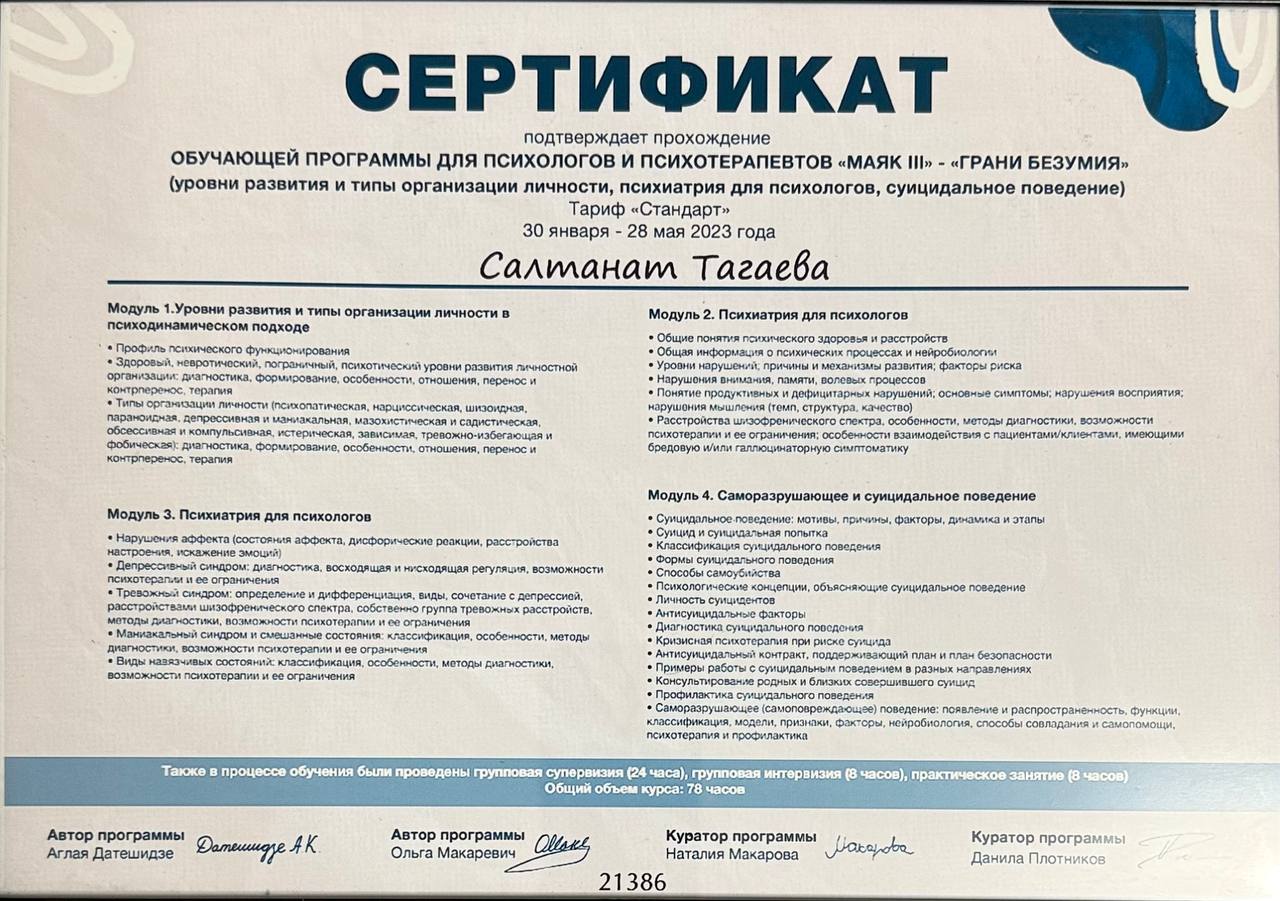 СЕРТИФИКАТ
подтверждает прохождение
ОБУЧАЮЩЕЙ ПРОГРАММЫ ДЛЯ ПСИХОЛОГОВ И ПСИХОТЕРАПЕВТОВ «МАЯК III» - «ГРАНИ БЕЗУМИЯ»
(уровни развития и типы организации личности, психиатрия для психологов, суицидальное поведение)
Тариф «Стандарт»
30 января - 28 мая 2023 года
Салтанат Тагаева
Модуль 1.Уровни развития и типы организации личности в
психодинамическом подходе
• Профиль психического функционирования
• Здоровый, невротический, пограничный, психотический уровни развития личностной
организации: диагностика, формирование, особенности, отношения, перенос и
контрперенос, терапия
• Типы организации личности (психопатическая, нарциссическая, шизоидная,
параноидная, депрессивная и маниакальная, мазохистическая и садистическая,
обсессивная и компульсивная, истерическая, зависимая, тревожно-избегающая и
фобическая): диагностика, формирование, особенности, отношения, перенос и
контрперенос, терапия
Модуль 2. Психиатрия для психологов
• Общие понятия психического здоровья и расстройств
• Общая информация о психических процессах и нейробиологии
• Уровни нарушений; причины и механизмы развития; факторы риска
• Нарушения внимания, памяти, волевых процессов
• Понятие продуктивных и дефицитарных нарушений; основные симптомы; нарушения восприятия;
нарушения мышления (темп, структура, качество)
• Расстройства шизофренического спектра, особенности, методы диагностики, возможности
психотерапии и ее ограничения; особенности взаимодействия с пациентами/клиентами, имеющими
бредовую и/или галлюцинаторную симптоматику
Модуль 3. Психиатрия для психологов
• Нарушения аффекта (состояния аффекта, дисфорические реакции, расстройства
настроения, искажение эмоций)
• Депрессивный синдром: диагностика, восходящая и нисходящая регуляция, возможности
психотерапии и ее ограничения
• Тревожный синдром: определение и дифференциация, виды, сочетание с депрессией,
расстройствами шизофренического спектра, собственно группа тревожных расстройств,
методы диагностики, возможности психотерапии и ее ограничения
• Маниакальный синдром и смешанные состояния: классификация, особенности, методы
диагностики, возможности психотерапии и ее ограничения
• Виды навязчивых состояний: классификация, особенности, методы диагностики,
возможности психотерапии и ее ограничения
Модуль 4. Саморазрушающее и суицидальное поведение
• Суицидальное поведение: мотивы, причины, факторы, динамика и этапы
• Суицид и суицидальная попытка
• Классификация суицидального поведения
• Формы суицидального поведения
• Способы самоубийства
• Психологические концепции, объясняющие суицидальное поведение
• Личность суицидентов
• Антисуицидальные факторы
• Диагностика суицидального поведения
• Кризисная психотерапия при риске суицида
• Антисуицидальный контракт, поддерживающий план и план безопасности
• Примеры работы с суицидальным поведением в разных направлениях
• Консультирование родных и близких совершившего суицид
• Профилактика суицидального поведения
• Саморазрушающее (самоповреждающее) поведение: появление и распространенность, функции,
классификация, модели, признаки, факторы, нейробиология, способы совладания и самопомощи,
психотерапия и профилактика
Также в процессе обучения были проведены групповая супервизия (24 часа), групповая интервизия (8 часов), практическое занятие (8 часов)
Общий объем курса: 78 часов
Автор программы
Аглая Датешидзе
Датешидзе А.К.
Автор программы
Ольга Макаревич
Куратор программы
Наталия Макарова
Макарова
Куратор программы
Данила Плотников
21386